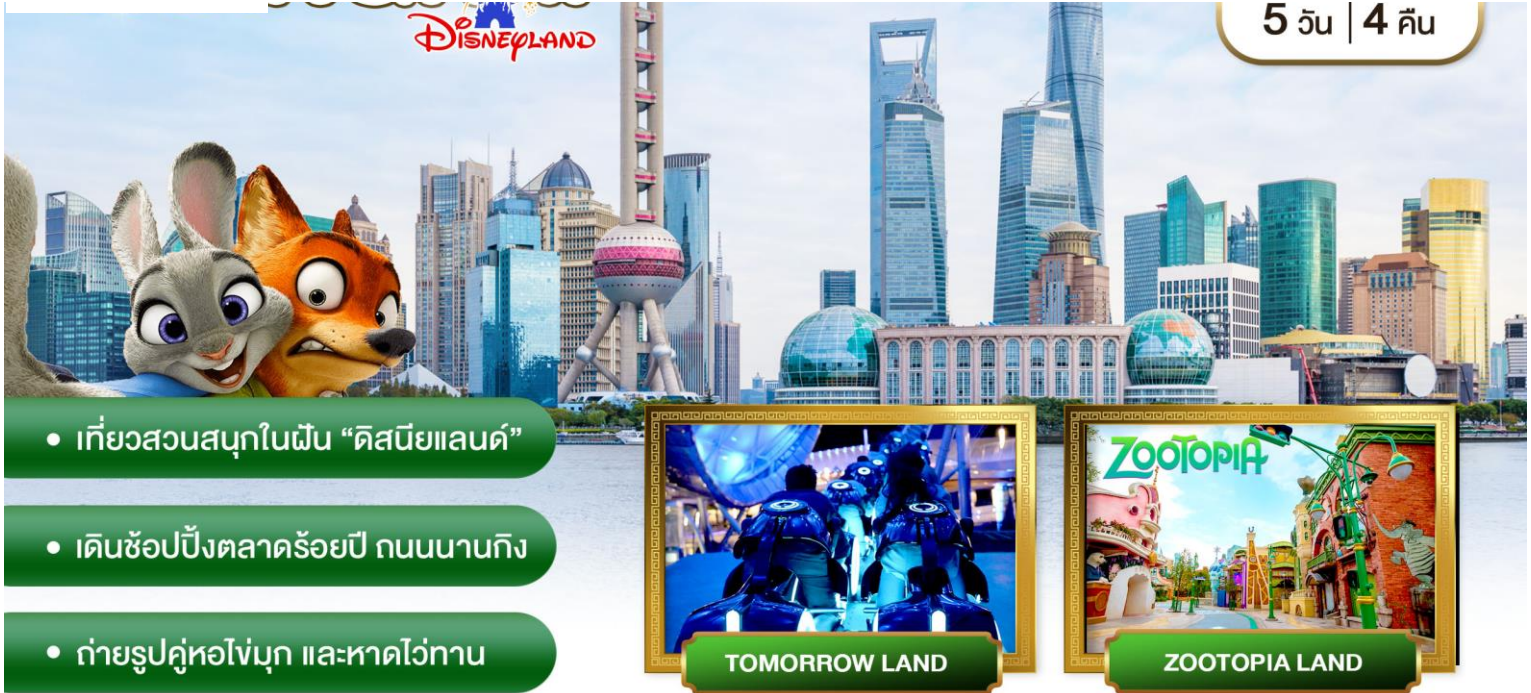 DISNEYLAND
5 วัน | 4 คืน
• เที่ยวสวนสนุกในฝัน “ดิสนีย์แลนด์”
• เดินช้อปปิ้งตลาดร้อยปี ถนนนานกิง
• ถ่ายรูปคู่หอไข่มุก และหาดไว่ทาน
TOMORROW LAND
ZOOTOPIA
ZOOTOPIA LAND